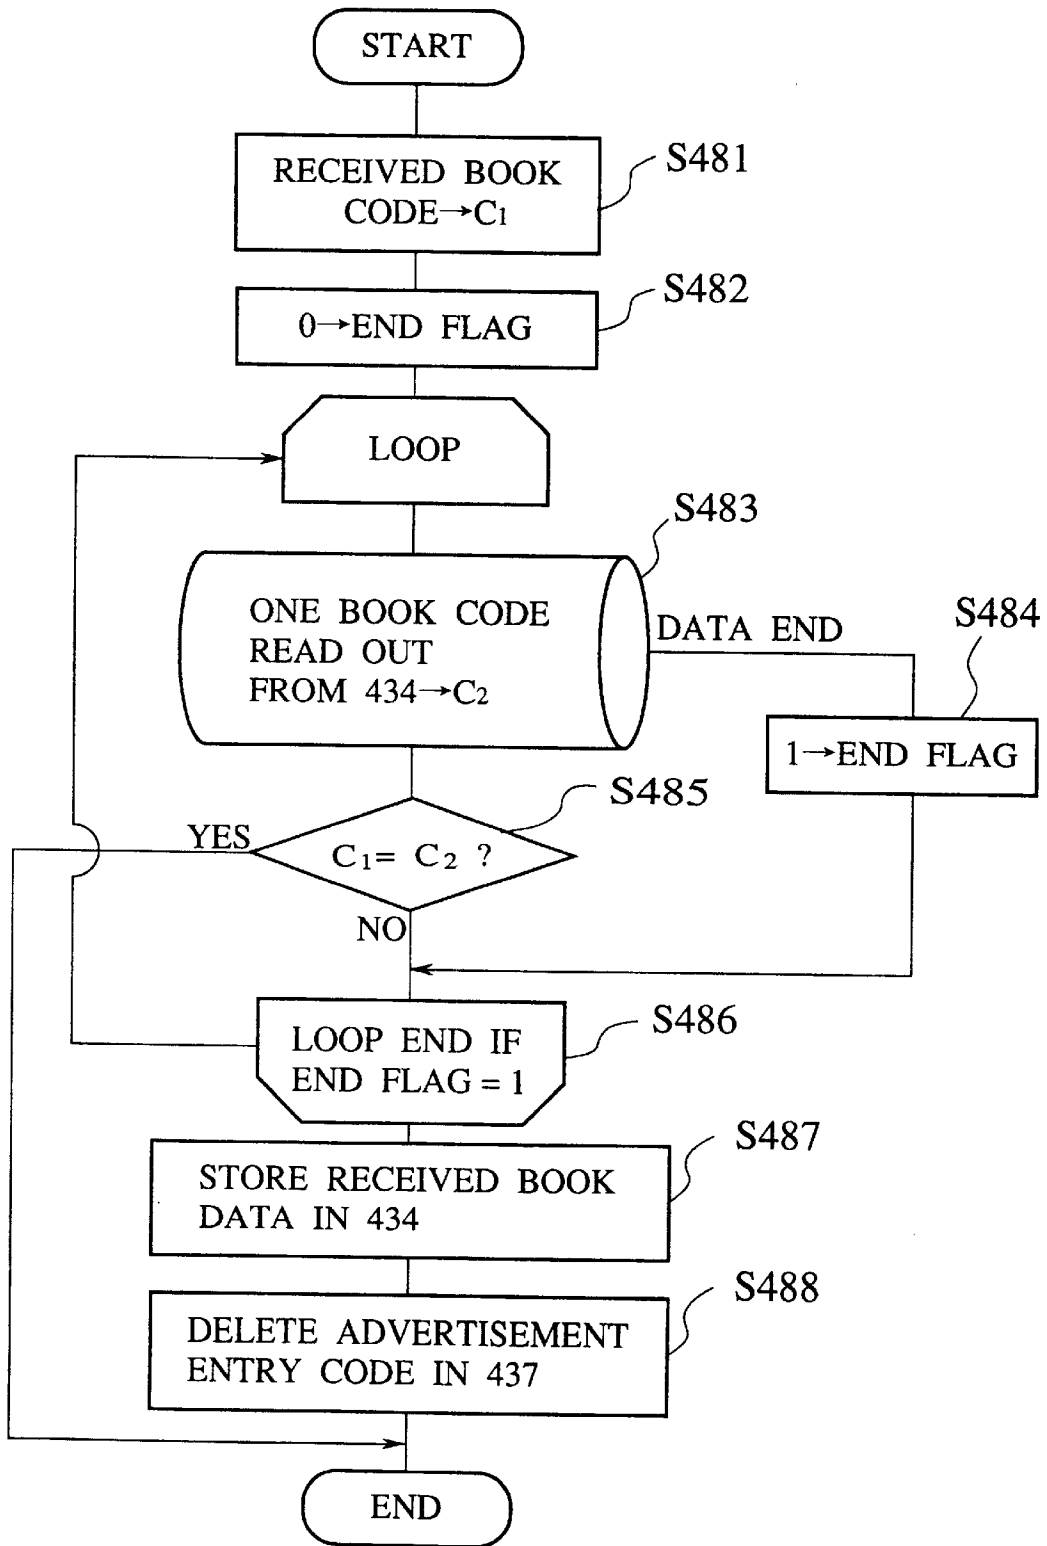 START
S481
RECEIVED BOOK
CODE→C1
S482
0→END FLAG
LOOP
S483
ONE BOOK CODE
READ OUT
FROM 434→C2
DATA END
S484
1→END FLAG
S485
YES
C1= C2 ?
NO
S486
LOOP END IF
END FLAG = 1
S487
STORE RECEIVED BOOK
DATA IN 434
S488
DELETE ADVERTISEMENT
ENTRY CODE IN 437
END